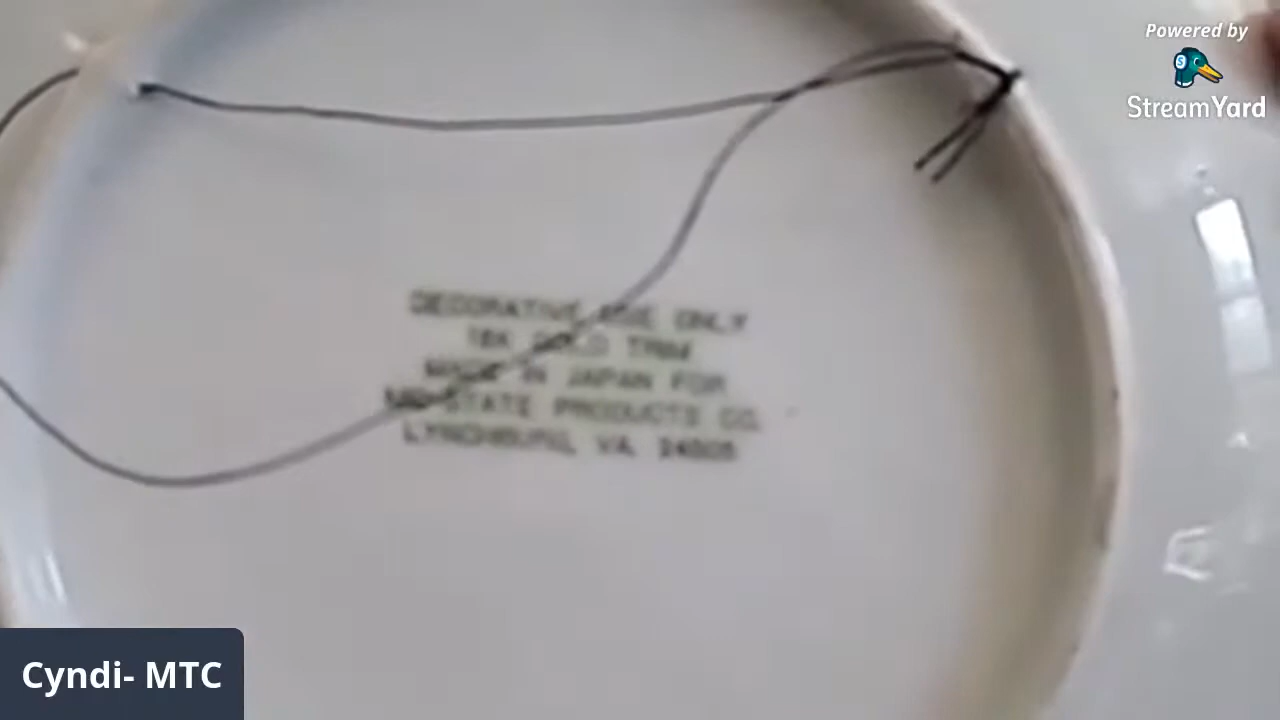 Powered by
StreamYard
DECORATIVE USE ONLY
18K GOLD TRIM
MADE IN JAPAN FOR
MID-STATE PRODUCTS CO.
LYNCHBURG, VA.
Cyndi- MTC